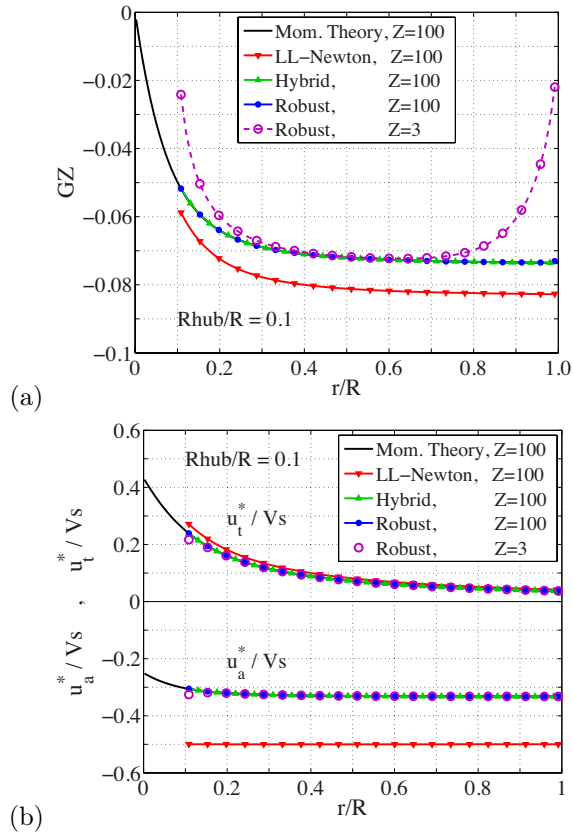 0
−0.02
−0.04
−0.06
−0.08
−0.1
GZ
Mom. Theory, Z=100
LL−Newton, Z=100
Hybrid, Z=100
Robust, Z=100
Robust, Z=3
Rhub/R = 0.1
0 0.2 0.4 0.6 0.8 1.0
r/R
(a)
0.6
0.4
0.2
0
−0.2
−0.4
−0.6
u*a / Vs , u*t / Vs
Rhub/R = 0.1
Mom. Theory, Z=100
LL−Newton, Z=100
Hybrid, Z=100
Robust, Z=100
Robust, Z=3
u*t / Vs
u*a / Vs
0 0.2 0.4 0.6 0.8 1
r/R
(b)